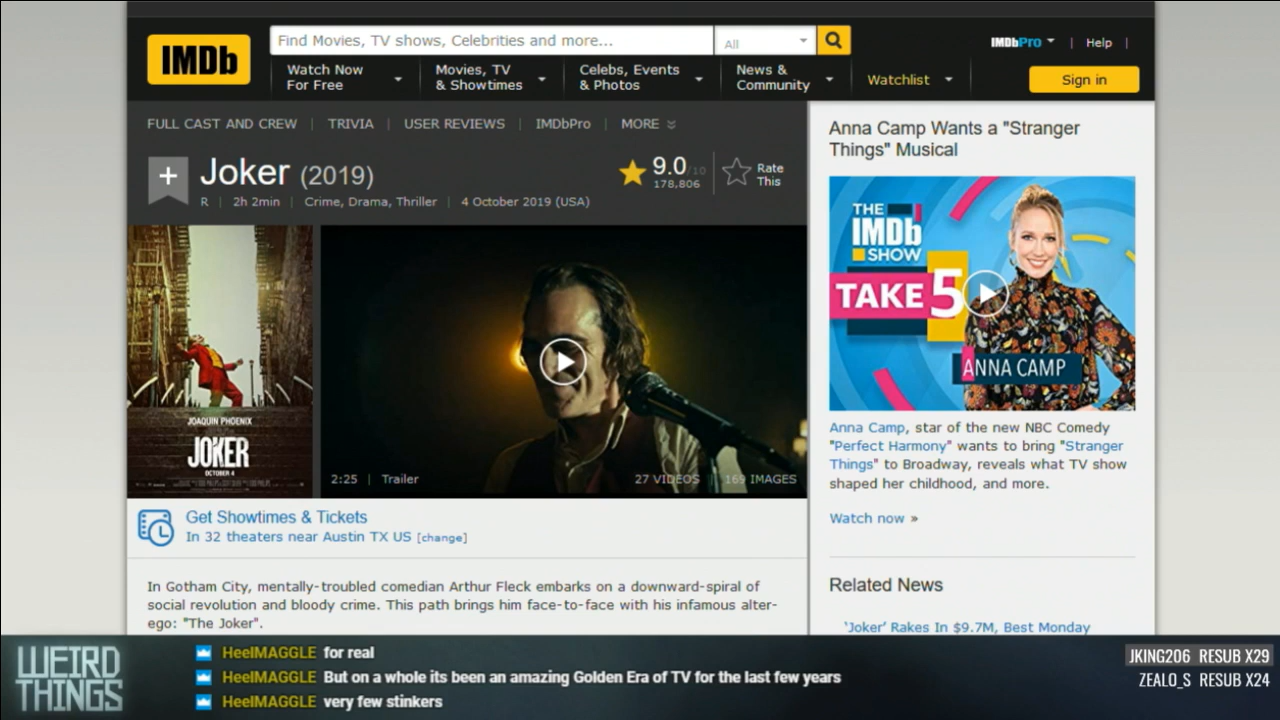 IMDb
Find Movies, TV shows, Celebrities and more...
All
IMDbPro
|
Help
|
Watch Now
For Free
Movies, TV
& Showtimes
Celebs, Events
& Photos
News &
Community
Watchlist
Sign in
FULL CAST AND CREW | TRIVIA | USER REVIEWS | IMDbPro | MORE
+
Joker (2019)
9.0/10
178,806
Rate
This
R | 2h 2min | Crime, Drama, Thriller | 4 October 2019 (USA)
JOAQUIN PHOENIX
JOKER
OCTOBER 4
2:25 | Trailer
27 VIDEOS | 169 IMAGES
Get Showtimes & Tickets
In 32 theaters near Austin TX US [change]
In Gotham City, mentally-troubled comedian Arthur Fleck embarks on a downward-spiral of
social revolution and bloody crime. This path brings him face-to-face with his infamous alter-
ego: "The Joker".
Anna Camp Wants a "Stranger
Things" Musical
THE
IMDb
SHOW
TAKE 5
ANNA CAMP
Anna Camp, star of the new NBC Comedy
"Perfect Harmony" wants to bring "Stranger
Things" to Broadway, reveals what TV show
shaped her childhood, and more.
Watch now »
Related News
'Joker' Rakes In $9.7M, Best Monday
WEIRD
THINGS
HeelMAGGLE for real
HeelMAGGLE But on a whole its been an amazing Golden Era of TV for the last few years
HeelMAGGLE very few stinkers
JKING206 RESUB X29
ZEALO_S RESUB X24